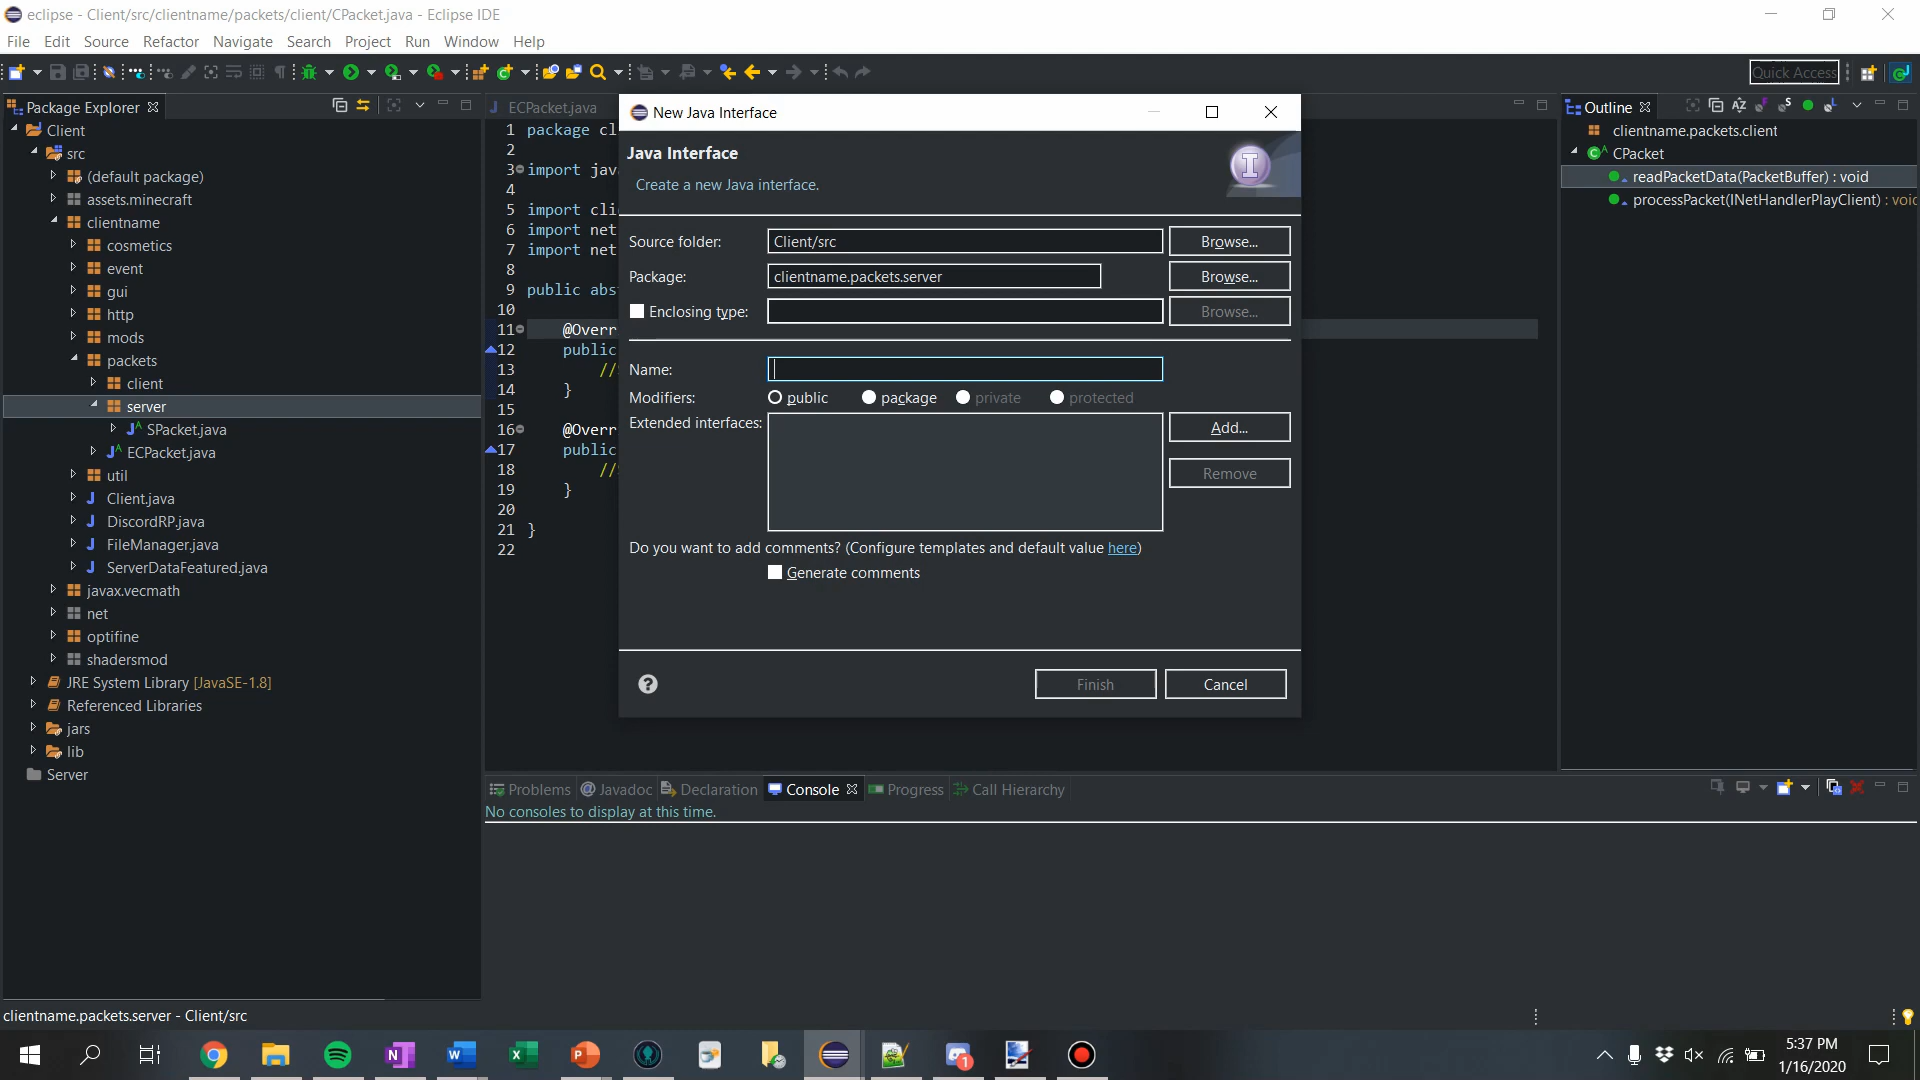 eclipse - Client/src/clientname/packets/client/CPacket.java - Eclipse IDE
File Edit Source Refactor Navigate Search Project Run Window Help
Quick Access
Package Explorer
Client
src
(default package)
assets.minecraft
clientname
cosmetics
event
gui
http
mods
packets
client
server
SPacket.java
ECPacket.java
util
Client.java
DiscordRP.java
FileManager.java
ServerDataFeatured.java
javax.vecmath
net
optifine
shadersmod
JRE System Library [JavaSE-1.8]
Referenced Libraries
jars
lib
Server
ECPacket.java
1 package cl
2
3 import jav
4
5 import cli
6 import net
7 import net
8
9 public abs
10
11 @Overr
12 public
13 //
14 }
15
16 @Overr
17 public
18 //
19 }
20
21 }
22
New Java Interface
Java Interface
Create a new Java interface.
Source folder: Client/src Browse...
Package: clientname.packets.server Browse...
Enclosing type: Browse...
Name:
Modifiers: public package private protected
Extended interfaces: Add...
Remove
Do you want to add comments? (Configure templates and default value here)
Generate comments
Finish Cancel
Outline
clientname.packets.client
CPacket
readPacketData(PacketBuffer) : void
processPacket(INetHandlerPlayClient) : voic
Problems Javadoc Declaration Console Progress Call Hierarchy
No consoles to display at this time.
clientname.packets.server - Client/src
5:37 PM
1/16/2020